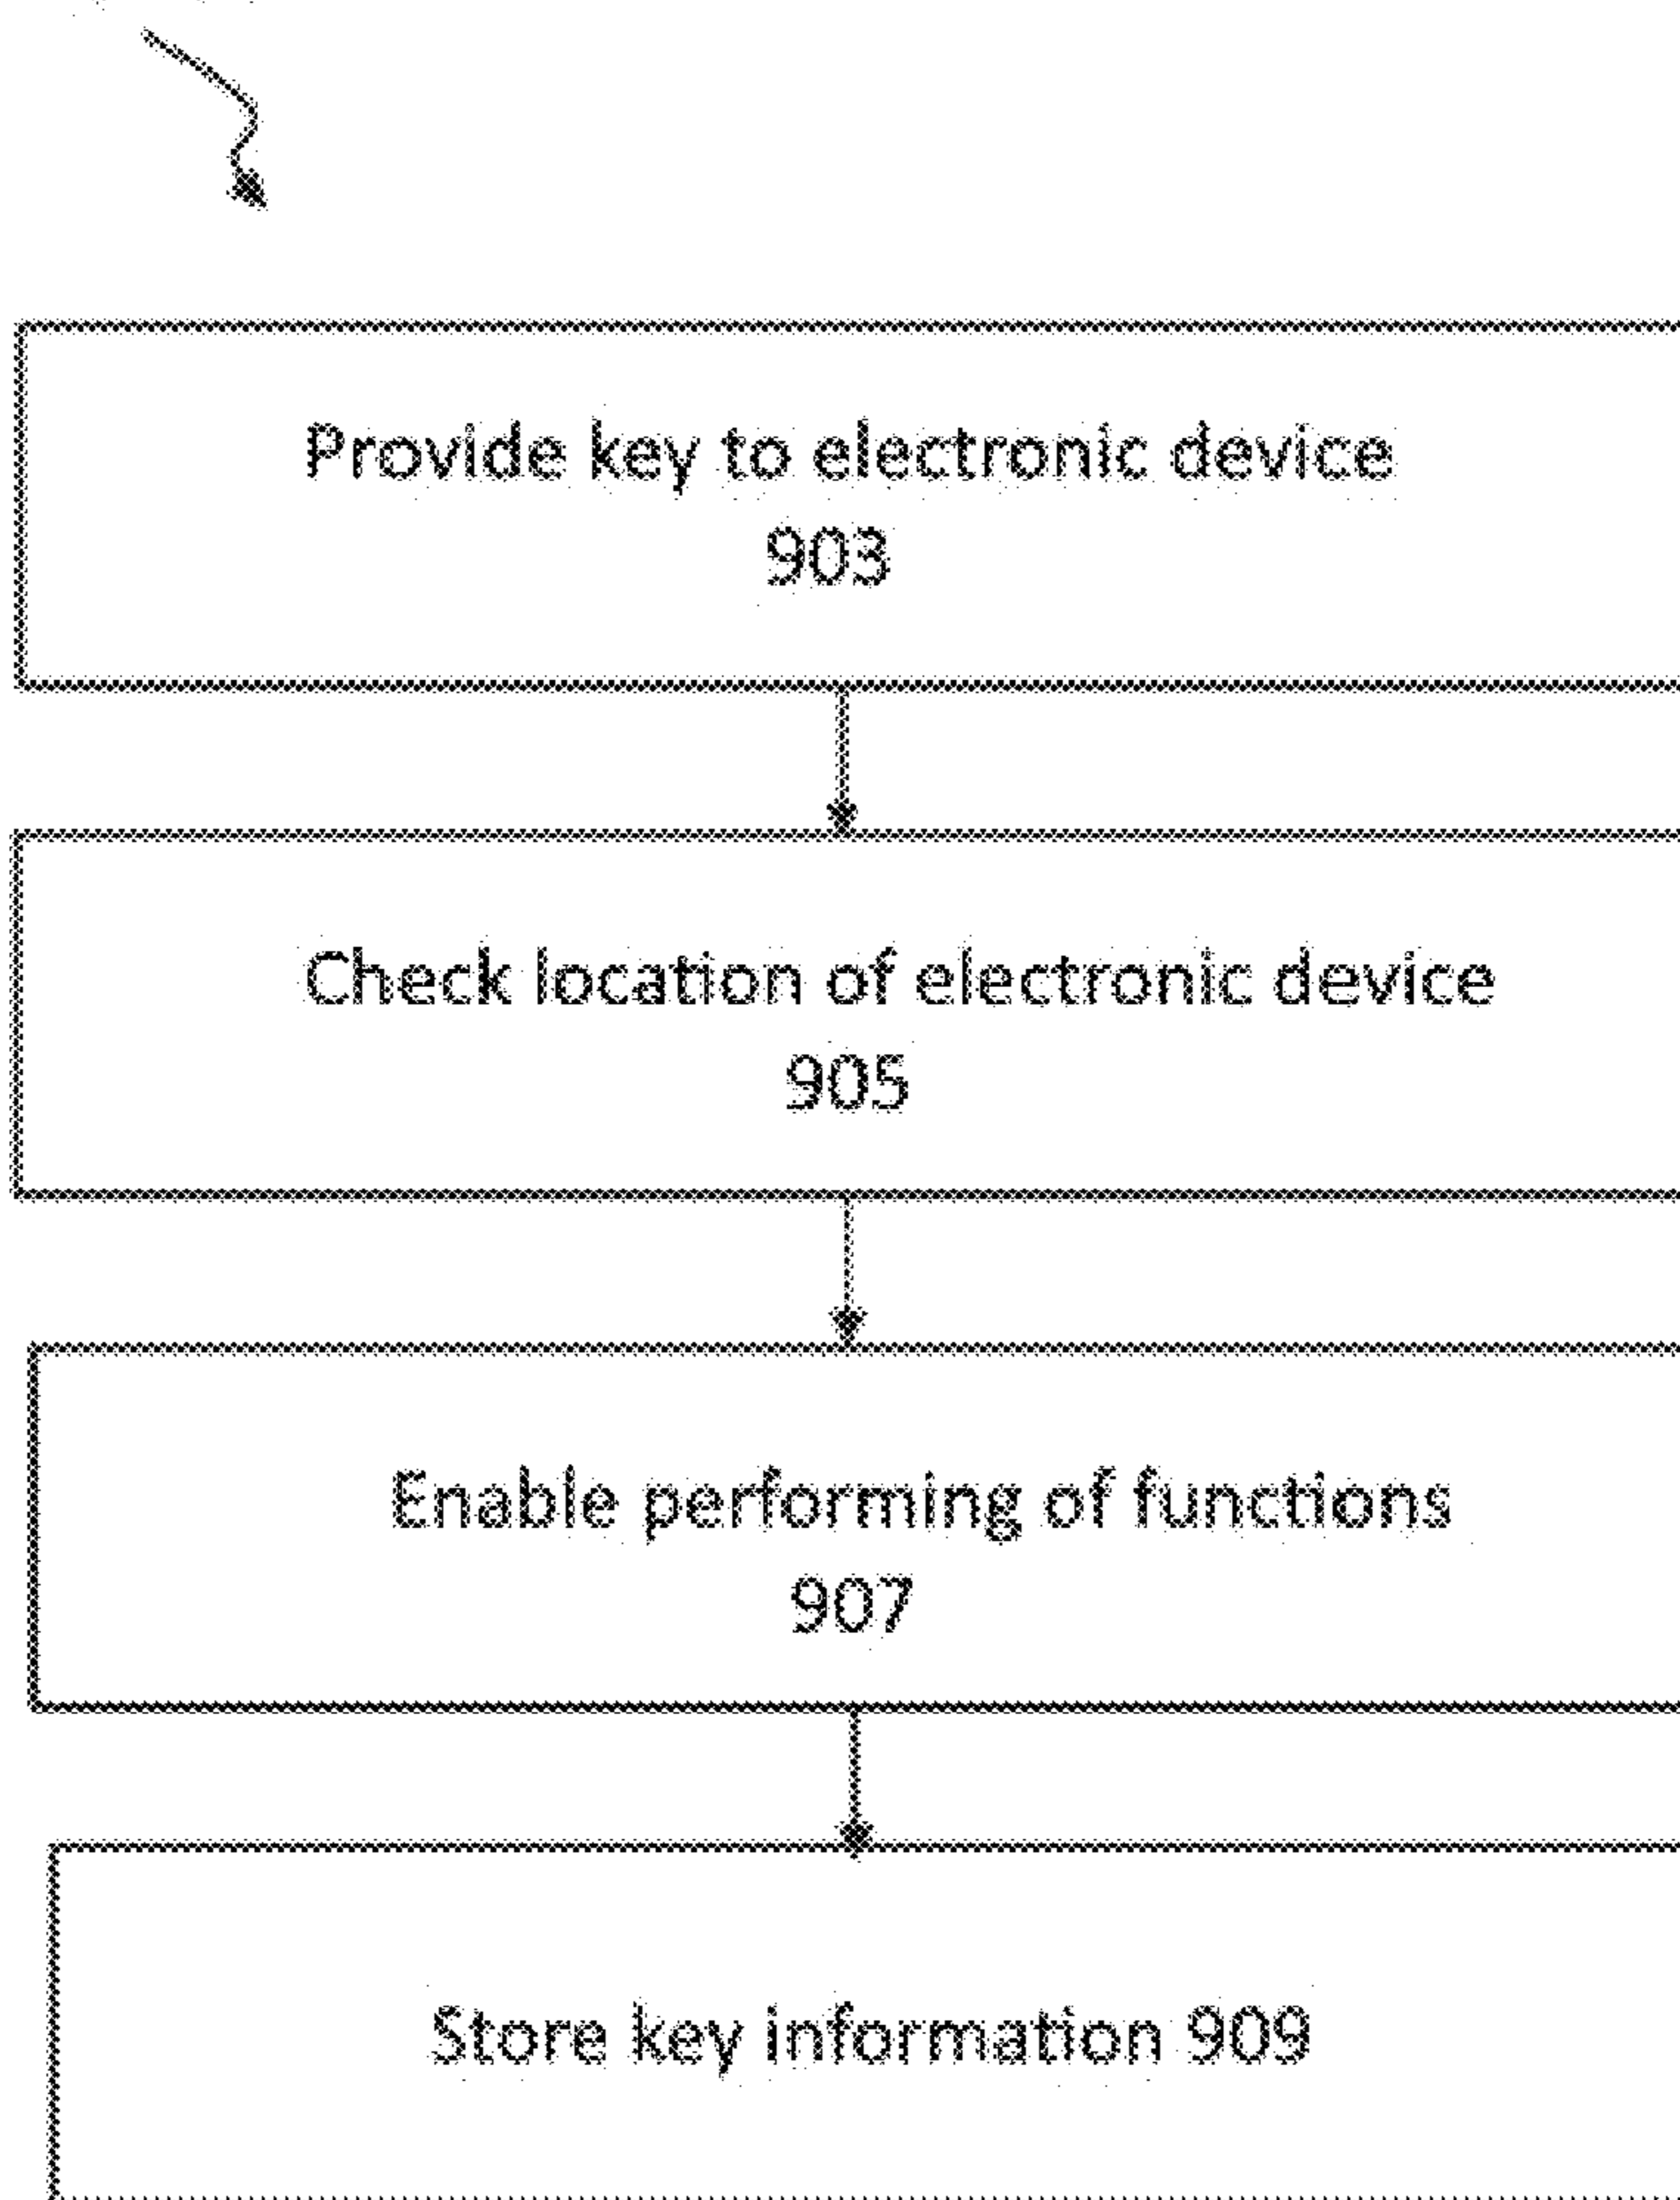 Provide key to electronic device
903
Check location of electronic device
905
Enable performing of functions
907
Store key information 909